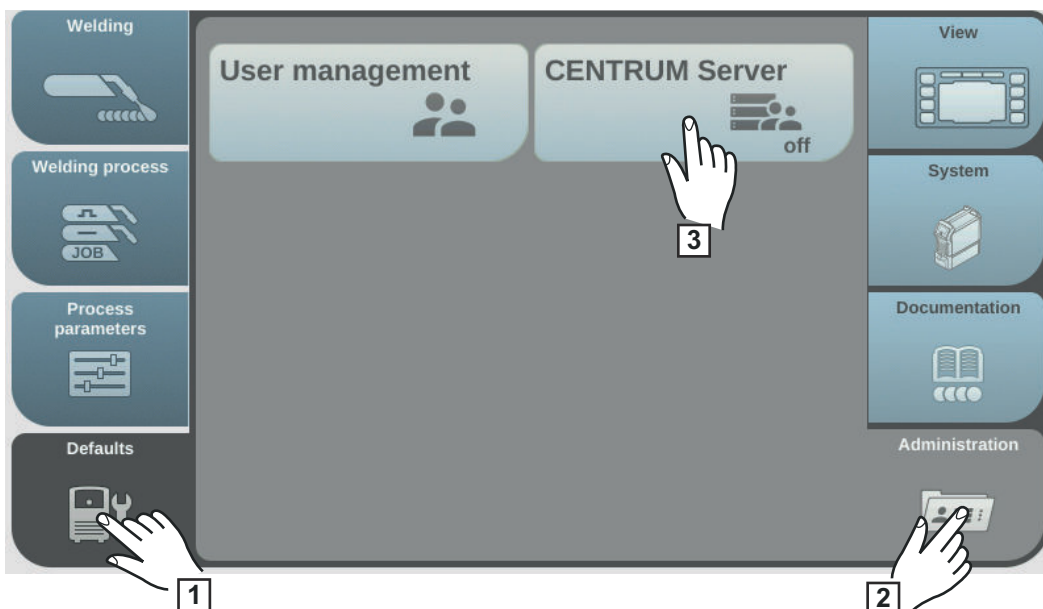 Welding
View
User management
CENTRUM Server
off
Welding process
System
JOB
3
Process
parameters
Documentation
Defaults
Administration
1
2